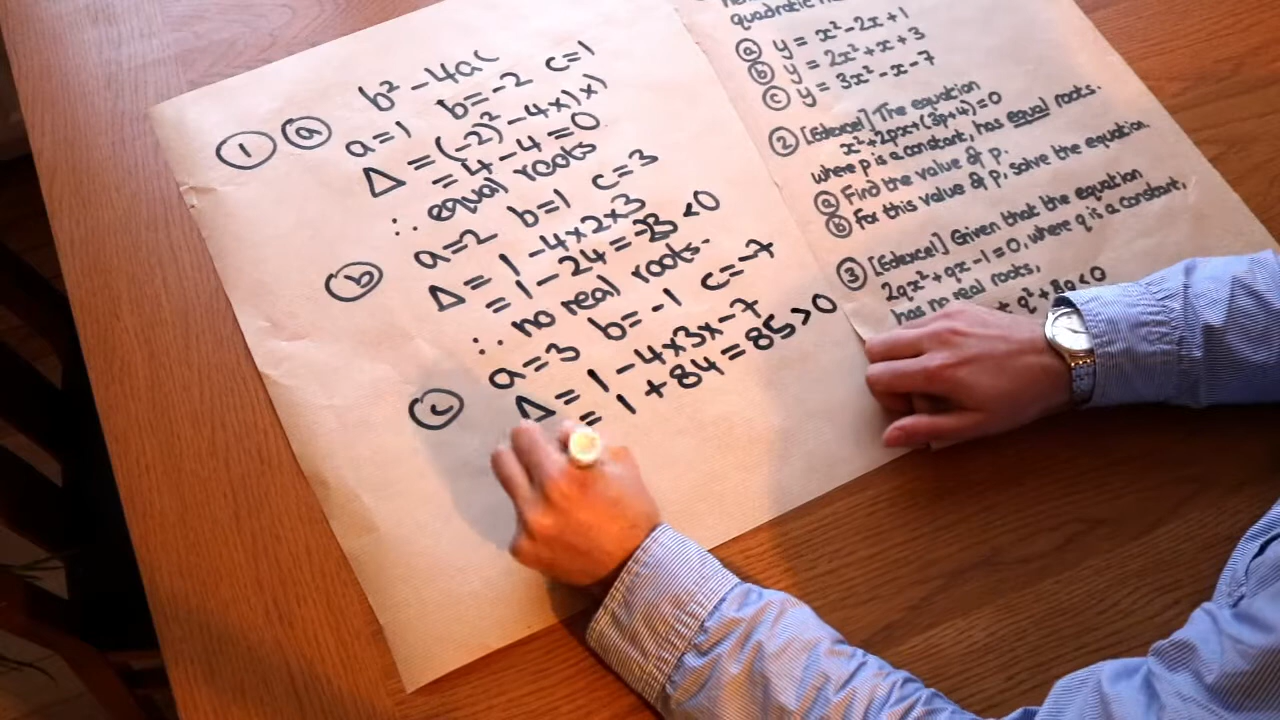 b² - 4ac
① ⓐ a=1 b=-2 c=1
Δ = (-2)² - 4×1×1
= 4 - 4 = 0
∴ equal roots
ⓑ a=2 b=1 c=3
Δ = 1 - 4×2×3
= 1 - 24 = -23 < 0
∴ no real roots.
ⓒ a=3 b=-1 c=-7
Δ = 1 - 4×3×-7
= 1 + 84 = 85 > 0
quadratic
ⓐ y = x² - 2x + 1
ⓑ y = 2x² + x + 3
ⓒ y = 3x² - x - 7
② [Edexcel] The equation
x² + 2px + (3p+4) = 0
where p is a constant, has equal roots.
ⓐ Find the value of p.
ⓑ For this value of p, solve the equation
③ [Edexcel] Given that the equation
2qx² + qx - 1 = 0, where q is a constant,
has no real roots,
q² + 8q < 0